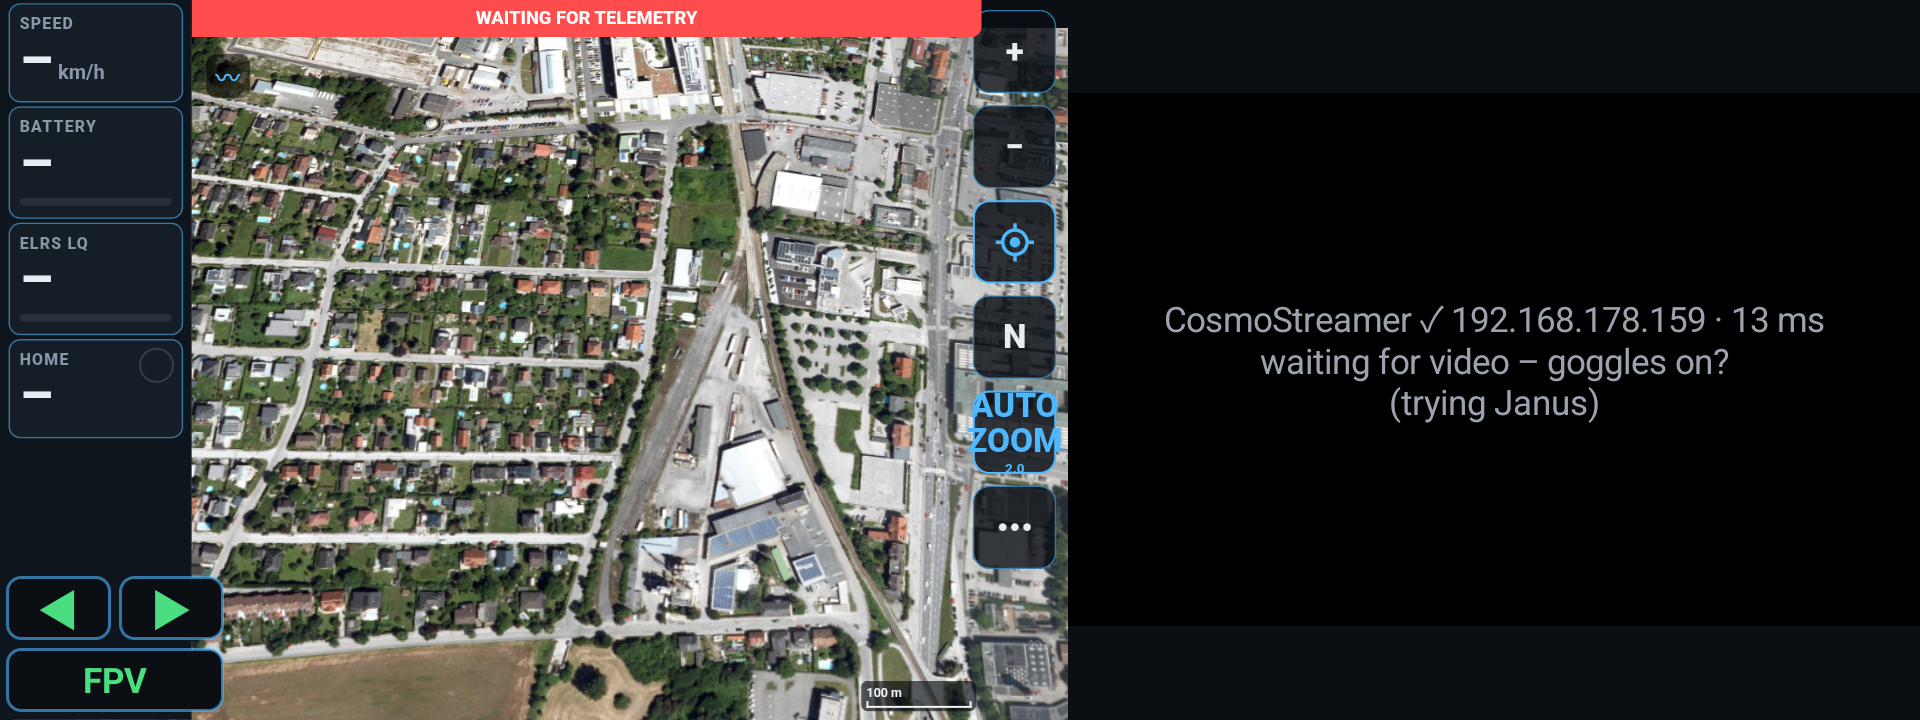 SPEED
— km/h
BATTERY
—
ELRS LQ
—
HOME
—
FPV
WAITING FOR TELEMETRY
+
−
N
AUTO
ZOOM
2.0
100 m
CosmoStreamer ✓ 192.168.178.159 · 13 ms
waiting for video – goggles on?
(trying Janus)